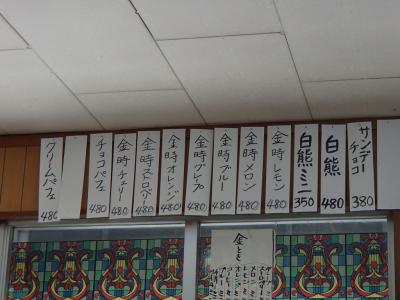 サンデーチョコ 380
白熊 480
白熊ミニ 350
金時レモン 480
金時メロン 480
金時ブルー 480
金時グレプ 480
金時オレンジ 480
金時ストロベリー 480
金時チェリー 480
チョコパフェ 480
クリームパフェ 480
金とき